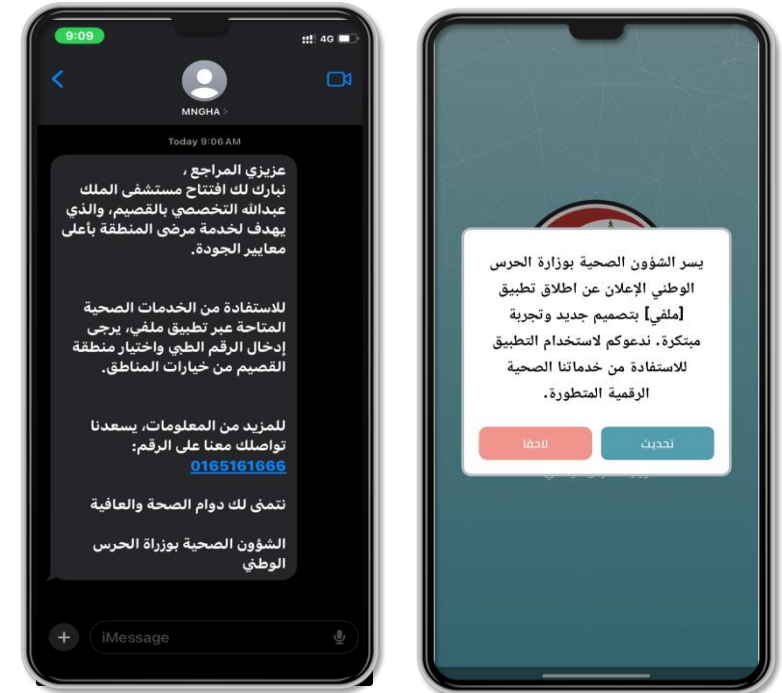 9:09
4G
MNGHA >
Today 9:06 AM
عزيزي المراجع ،
نبارك لك افتتاح مستشفى الملك
عبدالله التخصصي بالقصيم، والذي
يهدف لخدمة مرضى المنطقة بأعلى
معايير الجودة.
للاستفادة من الخدمات الصحية
المتاحة عبر تطبيق ملفي، يرجى
إدخال الرقم الطبي واختيار منطقة
القصيم من خيارات المناطق.
للمزيد من المعلومات، يسعدنا
تواصلك معنا على الرقم:
0165161666
نتمنى لك دوام الصحة والعافية
الشؤون الصحية بوزراة الحرس
الوطني
iMessage
يسر الشؤون الصحية بوزارة الحرس
الوطني الإعلان عن اطلاق تطبيق
[ملفي] بتصميم جديد وتجربة
مبتكرة. ندعوكم لاستخدام التطبيق
للاستفادة من خدماتنا الصحية
الرقمية المتطورة.
تحديث
لاحقا